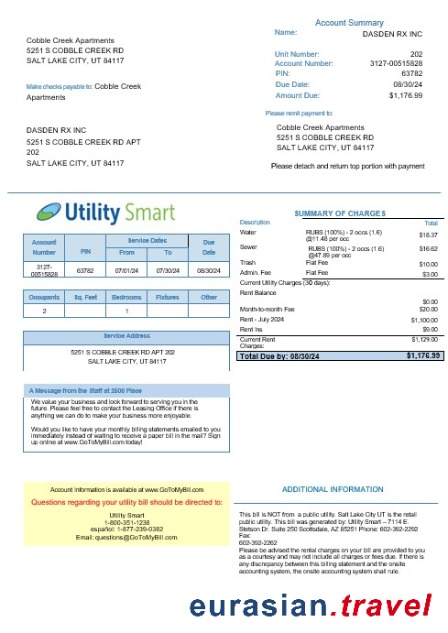 Cobble Creek Apartments
5251 S COBBLE CREEK RD
SALT LAKE CITY, UT 84117
Make checks payable to: Cobble Creek
Apartments
DASDEN RX INC
5251 S COBBLE CREEK RD APT
202
SALT LAKE CITY, UT 84117
Account Summary
Name: DASDEN RX INC
Unit Number: 202
Account Number: 3127-00515828
PIN: 63782
Due Date: 08/30/24
Amount Due: $1,176.99
Please remit payment to:
Cobble Creek Apartments
5251 S COBBLE CREEK RD
SALT LAKE CITY, UT 84117
Please detach and return top portion with payment
Utility Smart
Account Number PIN Service Dates From To Due Date
3127-00515828 63782 07/01/24 07/30/24 08/30/24
Occupants Sq. Feet Bedrooms Fixtures Other
2 1
Service Address
5251 S COBBLE CREEK RD APT 202
SALT LAKE CITY, UT 84117
A Message from the Staff at 2600 Place
We value your business and look forward to serving you in the
future. Please feel free to contact the Leasing Office if there is
anything we can do to make your business more enjoyable.
Would you like to have your monthly billing statements emailed to you
immediately instead of waiting to receive a paper bill in the mail? Sign
up online at www.GoToMyBill.com today!
SUMMARY OF CHARGES
Description Total
Water RUBS (100%) - 2 occs (1.6) $18.37
@11.48 per occ
Sewer RUBS (100%) - 2 occs (1.6) $16.62
@47.89 per occ
Trash Flat Fee $10.00
Admin. Fee Flat Fee $3.00
Current Utility Charges (30 days):
Rent Balance
$0.00
Month-to-month Fee $20.00
Rent - July 2024 $1,100.00
Rent Ins $9.00
Current Rent $1,129.00
Charges:
Total Due by: 08/30/24 $1,176.99
Account Information is available at www.GoToMyBill.com
Questions regarding your utility bill should be directed to:
Utility Smart
1-800-351-1238
español: 1-877-239-0382
Email: questions@GoToMyBill.com
ADDITIONAL INFORMATION
This bill is NOT from a public utility. Salt Lake City UT is the retail
public utility. This bill was generated by: Utility Smart – 7114 E.
Stetson Dr. Suite 250 Scottsdale, AZ 85251 Phone: 602-392-2292
Fax:
602-392-2262
Please be advised the rental charges on your bill are provided to you
as a courtesy and may not include all charges or fees due. If there is
any discrepancy between this billing statement and the onsite
accounting system, the onsite accounting system shall rule.
eurasian.travel